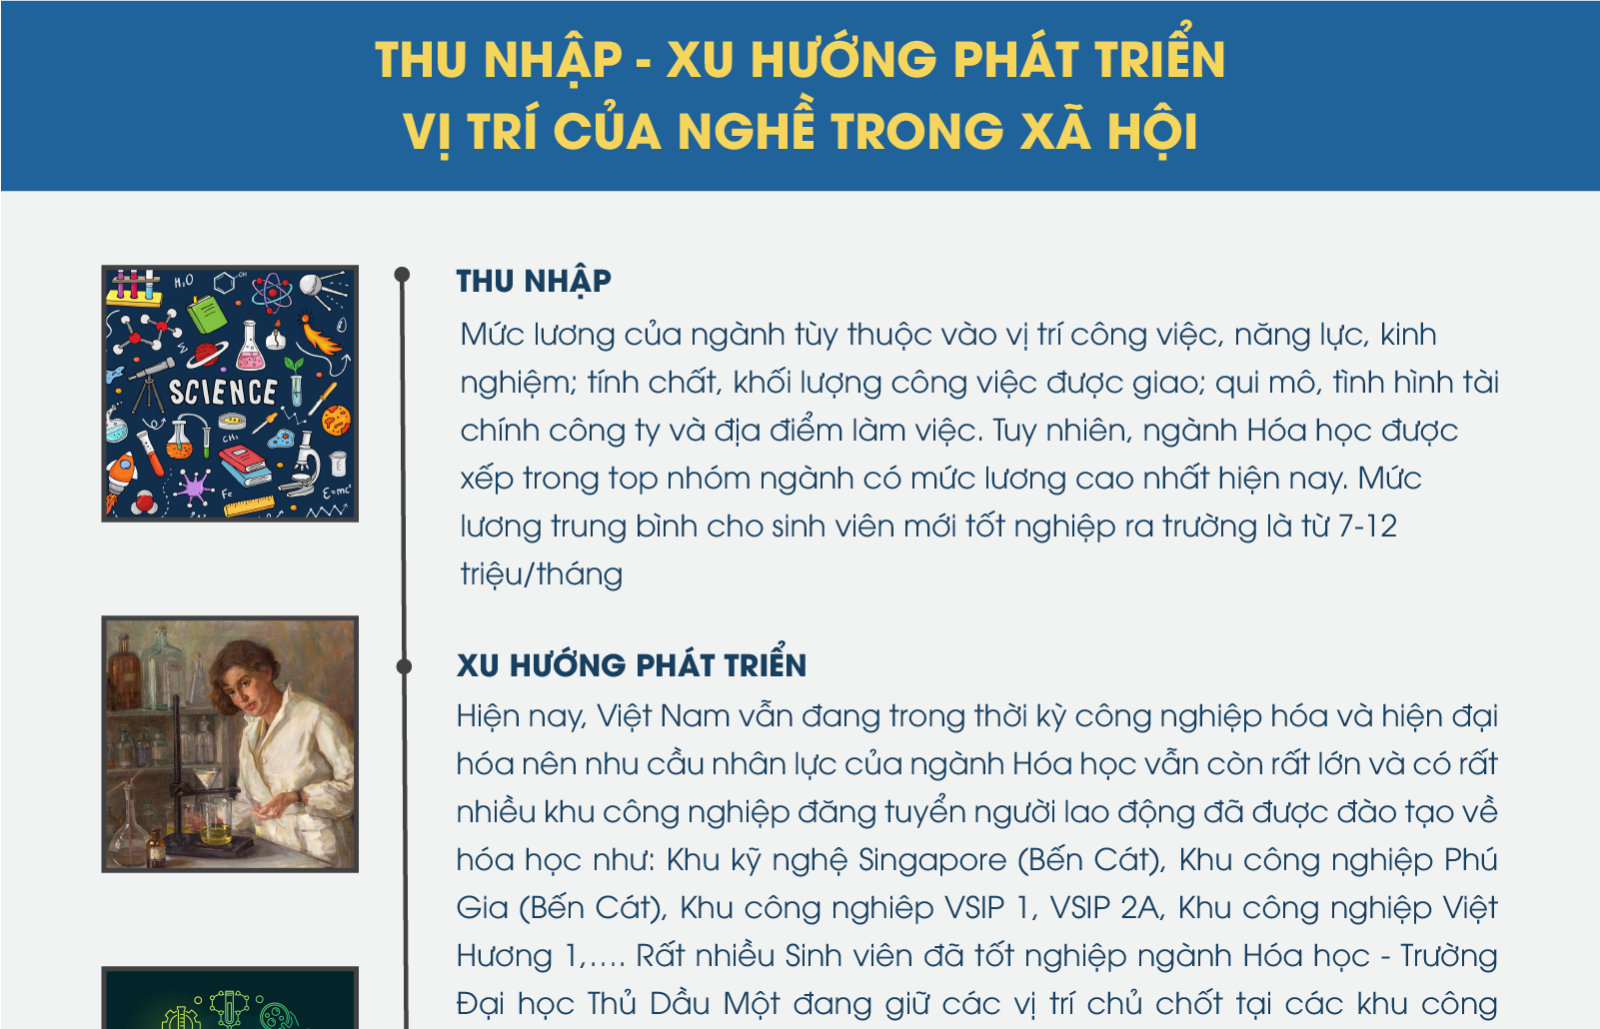 THU NHẬP - XU HƯỚNG PHÁT TRIỂN
VỊ TRÍ CỦA NGHỀ TRONG XÃ HỘI
H₂O
OH
SCIENCE
CH₃
Fe
E=mc²
THU NHẬP
Mức lương của ngành tùy thuộc vào vị trí công việc, năng lực, kinh
nghiệm; tính chất, khối lượng công việc được giao; qui mô, tình hình tài
chính công ty và địa điểm làm việc. Tuy nhiên, ngành Hóa học được
xếp trong top nhóm ngành có mức lương cao nhất hiện nay. Mức
lương trung bình cho sinh viên mới tốt nghiệp ra trường là từ 7-12
triệu/tháng
XU HƯỚNG PHÁT TRIỂN
Hiện nay, Việt Nam vẫn đang trong thời kỳ công nghiệp hóa và hiện đại
hóa nên nhu cầu nhân lực của ngành Hóa học vẫn còn rất lớn và có rất
nhiều khu công nghiệp đăng tuyển người lao động đã được đào tạo về
hóa học như: Khu kỹ nghệ Singapore (Bến Cát), Khu công nghiệp Phú
Gia (Bến Cát), Khu công nghiêp VSIP 1, VSIP 2A, Khu công nghiệp Việt
Hương 1,.... Rất nhiều Sinh viên đã tốt nghiệp ngành Hóa học - Trường
Đại học Thủ Dầu Một đang giữ các vị trí chủ chốt tại các khu công